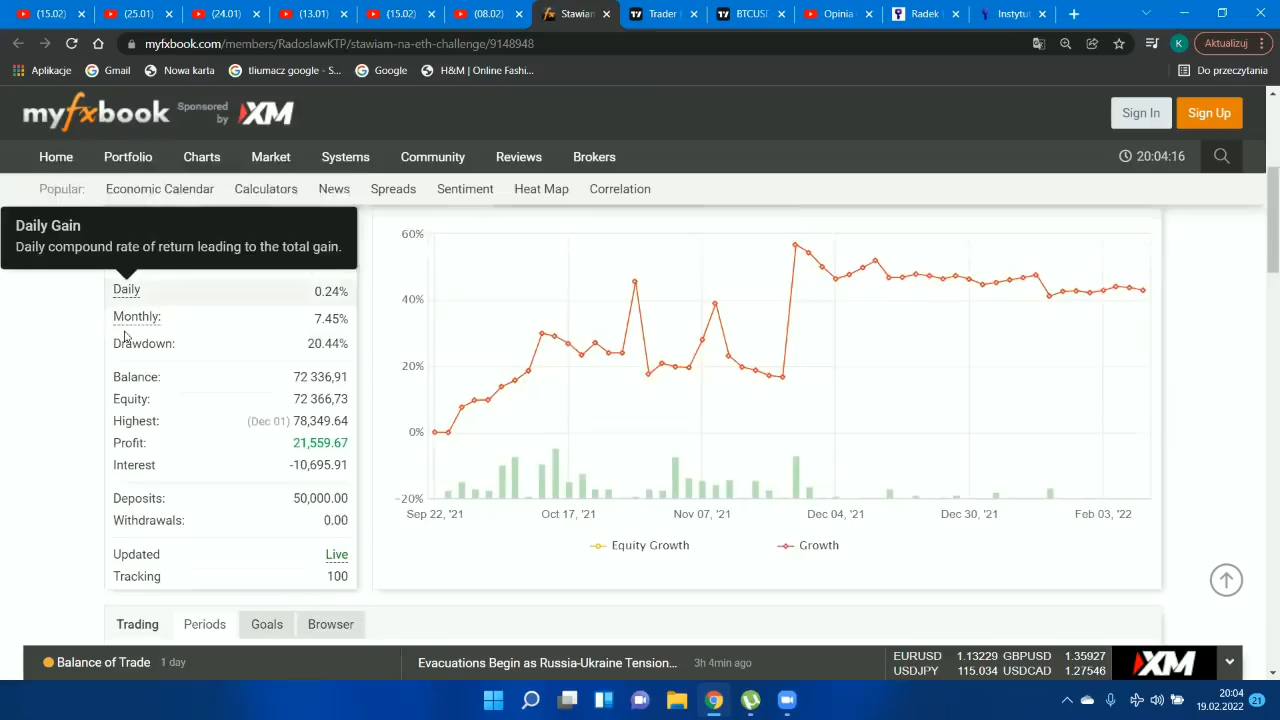 (15.02)
(25.01)
(24.01)
(13.01)
(15.02)
(08.02)
Stawian
Trader
BTCUSD
Opinia
Radek
Instytut
myfxbook.com/members/RadoslawKTP/stawiam-na-eth-challenge/9148948
K
Aktualizuj
Aplikacje
Gmail
Nowa karta
tlumacz google - S...
Google
H&M | Online Fashi...
Do przeczytania
myfxbook
Sponsored by XM
Sign In
Sign Up
Home
Portfolio
Charts
Market
Systems
Community
Reviews
Brokers
20:04:16
Popular:
Economic Calendar
Calculators
News
Spreads
Sentiment
Heat Map
Correlation
Daily Gain
Daily compound rate of return leading to the total gain.
Daily 0.24%
Monthly: 7.45%
Drawdown: 20.44%
Balance: 72 336,91
Equity: 72 366,73
Highest: (Dec 01) 78,349.64
Profit: 21,559.67
Interest -10,695.91
Deposits: 50,000.00
Withdrawals: 0.00
Updated Live
Tracking 100
60%
40%
20%
0%
-20%
Sep 22, '21
Oct 17, '21
Nov 07, '21
Dec 04, '21
Dec 30, '21
Feb 03, '22
Equity Growth
Growth
Trading
Periods
Goals
Browser
Balance of Trade 1 day
Evacuations Begin as Russia-Ukraine Tension... 3h 4min ago
EURUSD 1.13229 GBPUSD 1.35927
USDJPY 115.034 USDCAD 1.27546
XM
20:04
19.02.2022
21